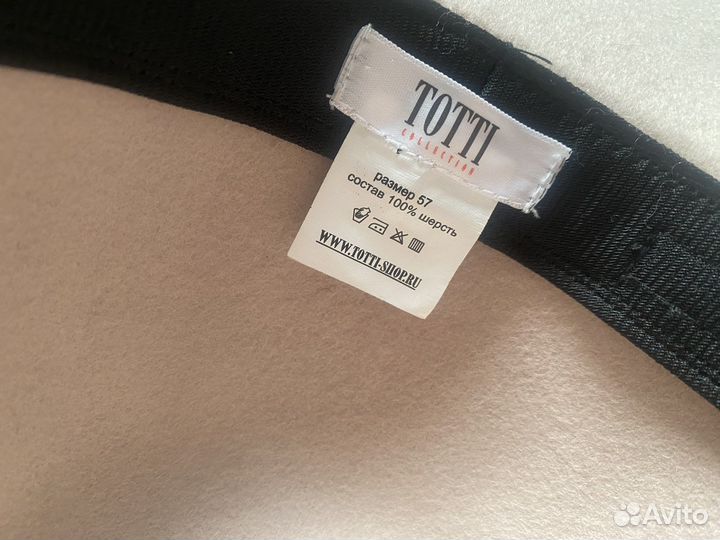 TOTTI
COLLECTION
размер 57
состав 100% шерсть
WWW.TOTTI-SHOP.RU
Avito